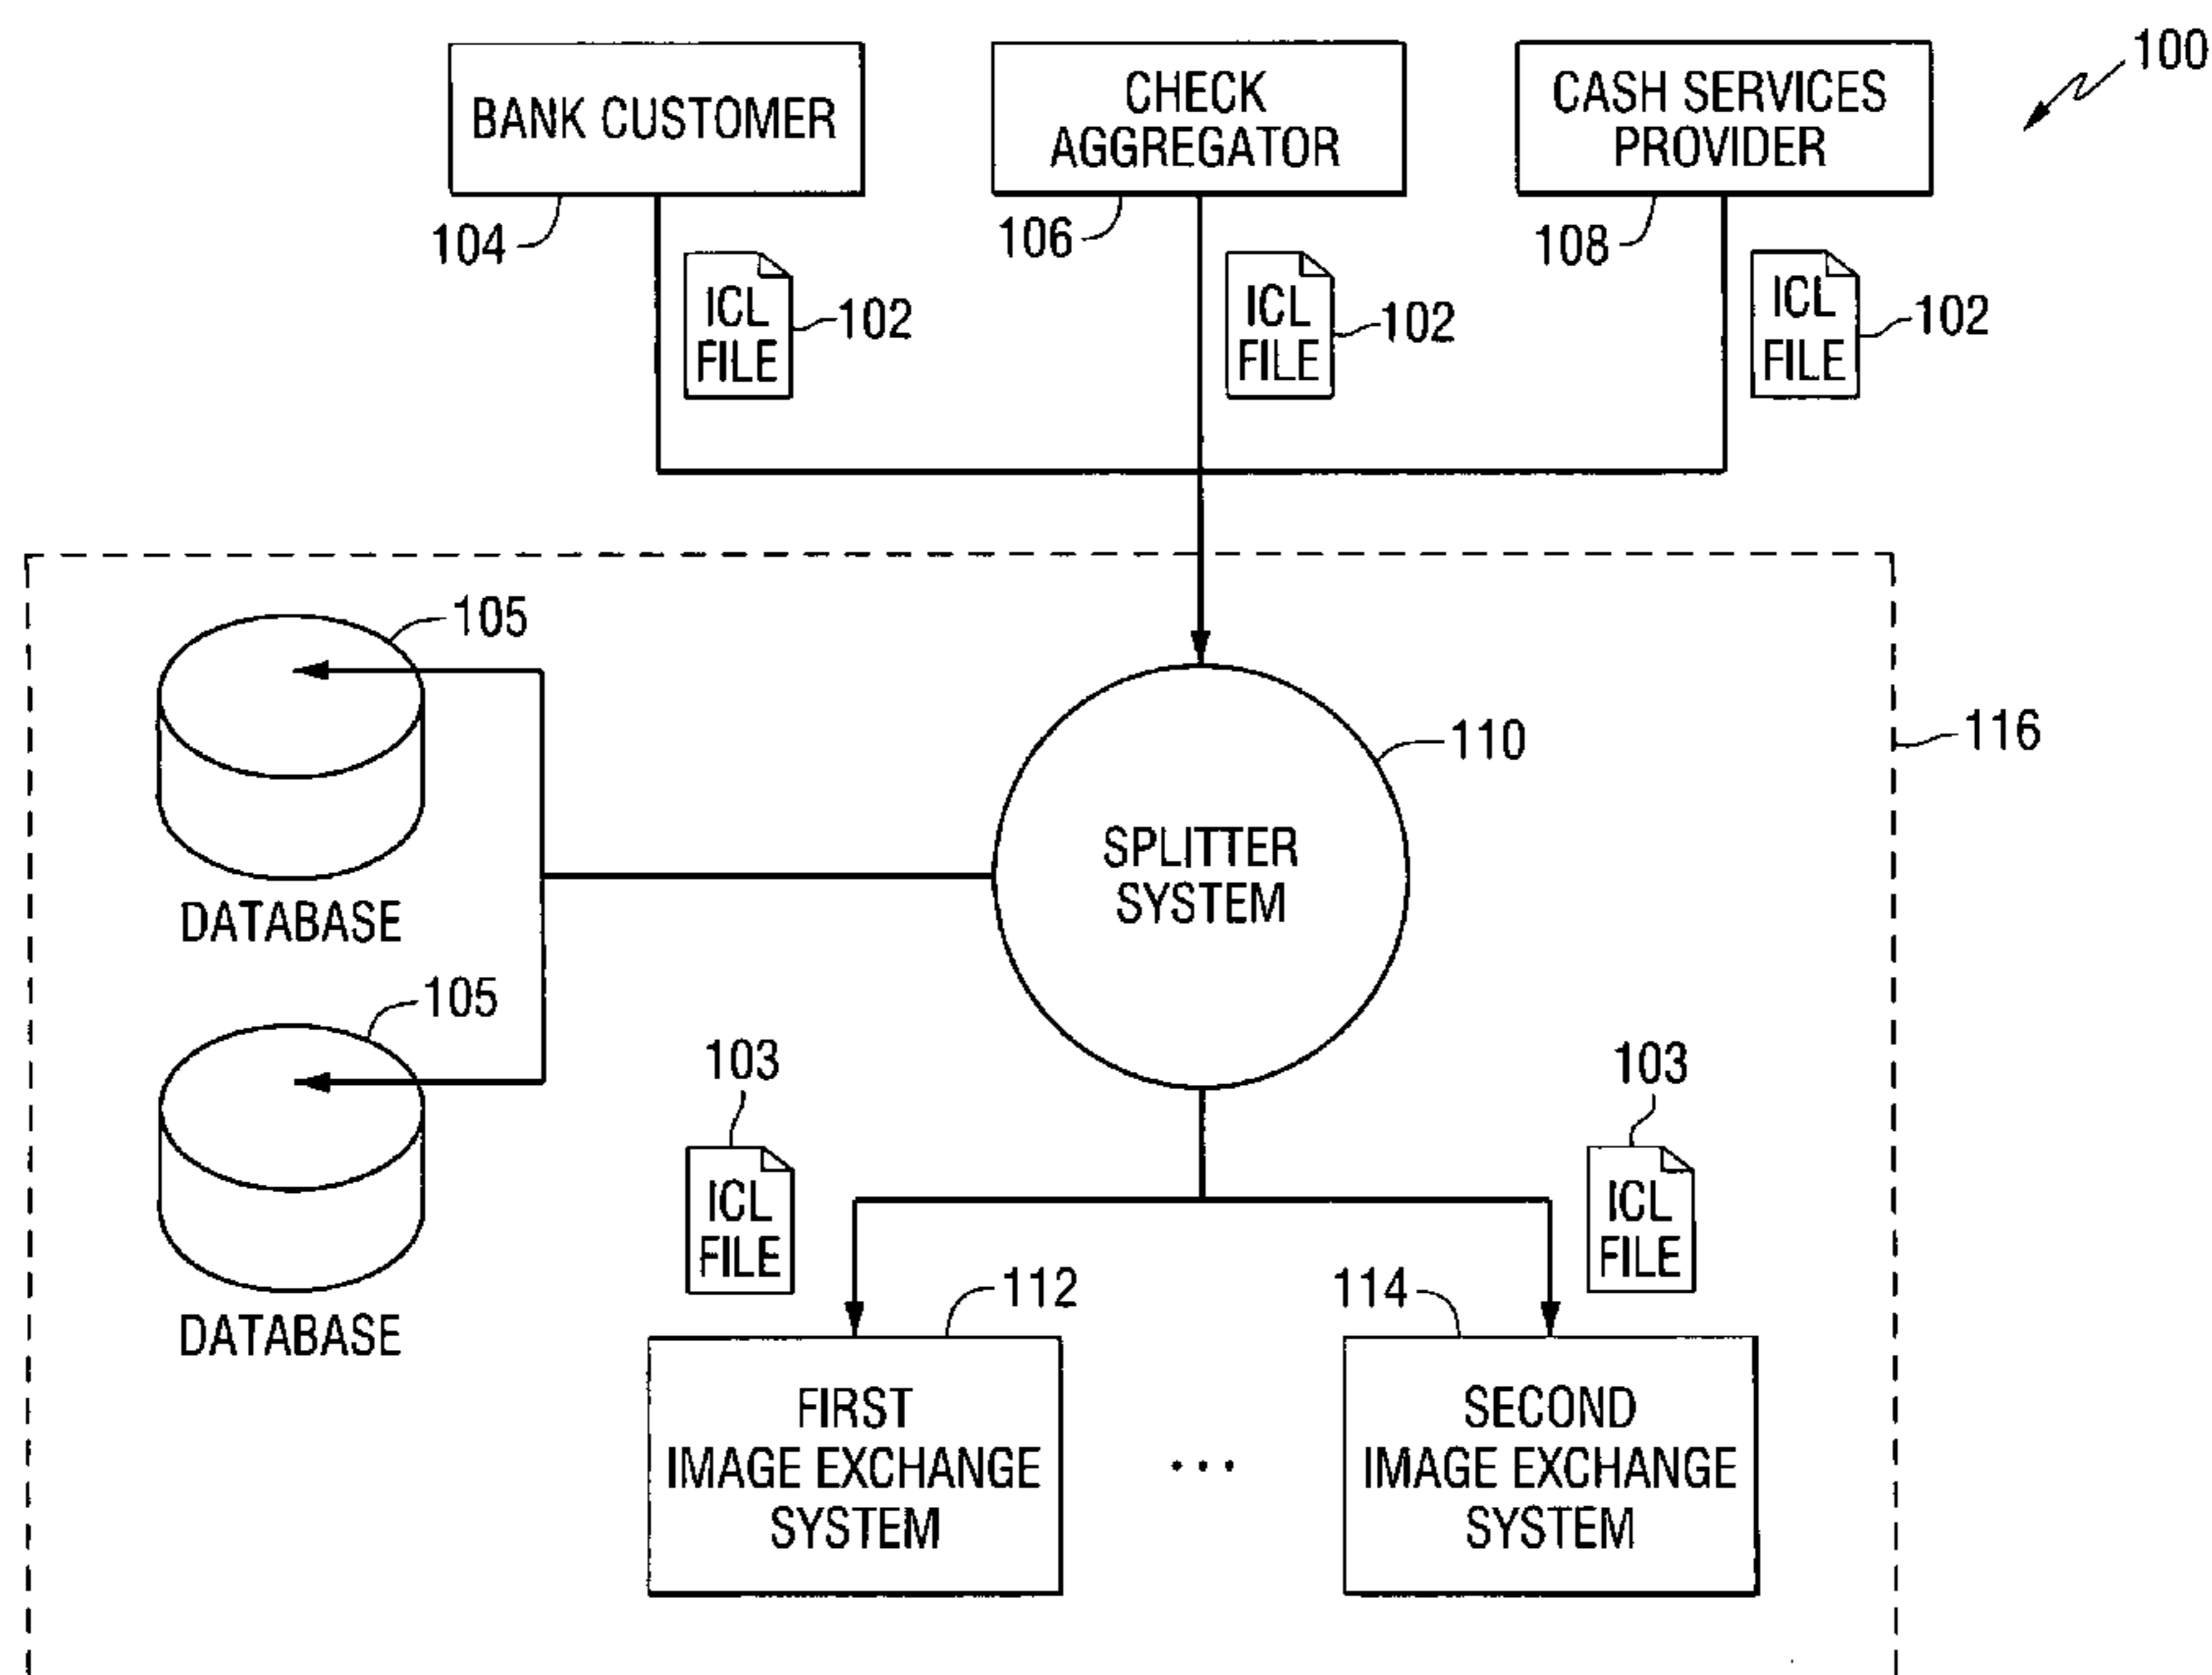 100
BANK CUSTOMER
CHECK
AGGREGATOR
CASH SERVICES
PROVIDER
104
106
108
ICL
FILE
102
ICL
FILE
102
ICL
FILE
102
105
DATABASE
110
116
SPLITTER
SYSTEM
105
DATABASE
103
ICL
FILE
103
ICL
FILE
112
114
FIRST
IMAGE EXCHANGE
SYSTEM
...
SECOND
IMAGE EXCHANGE
SYSTEM